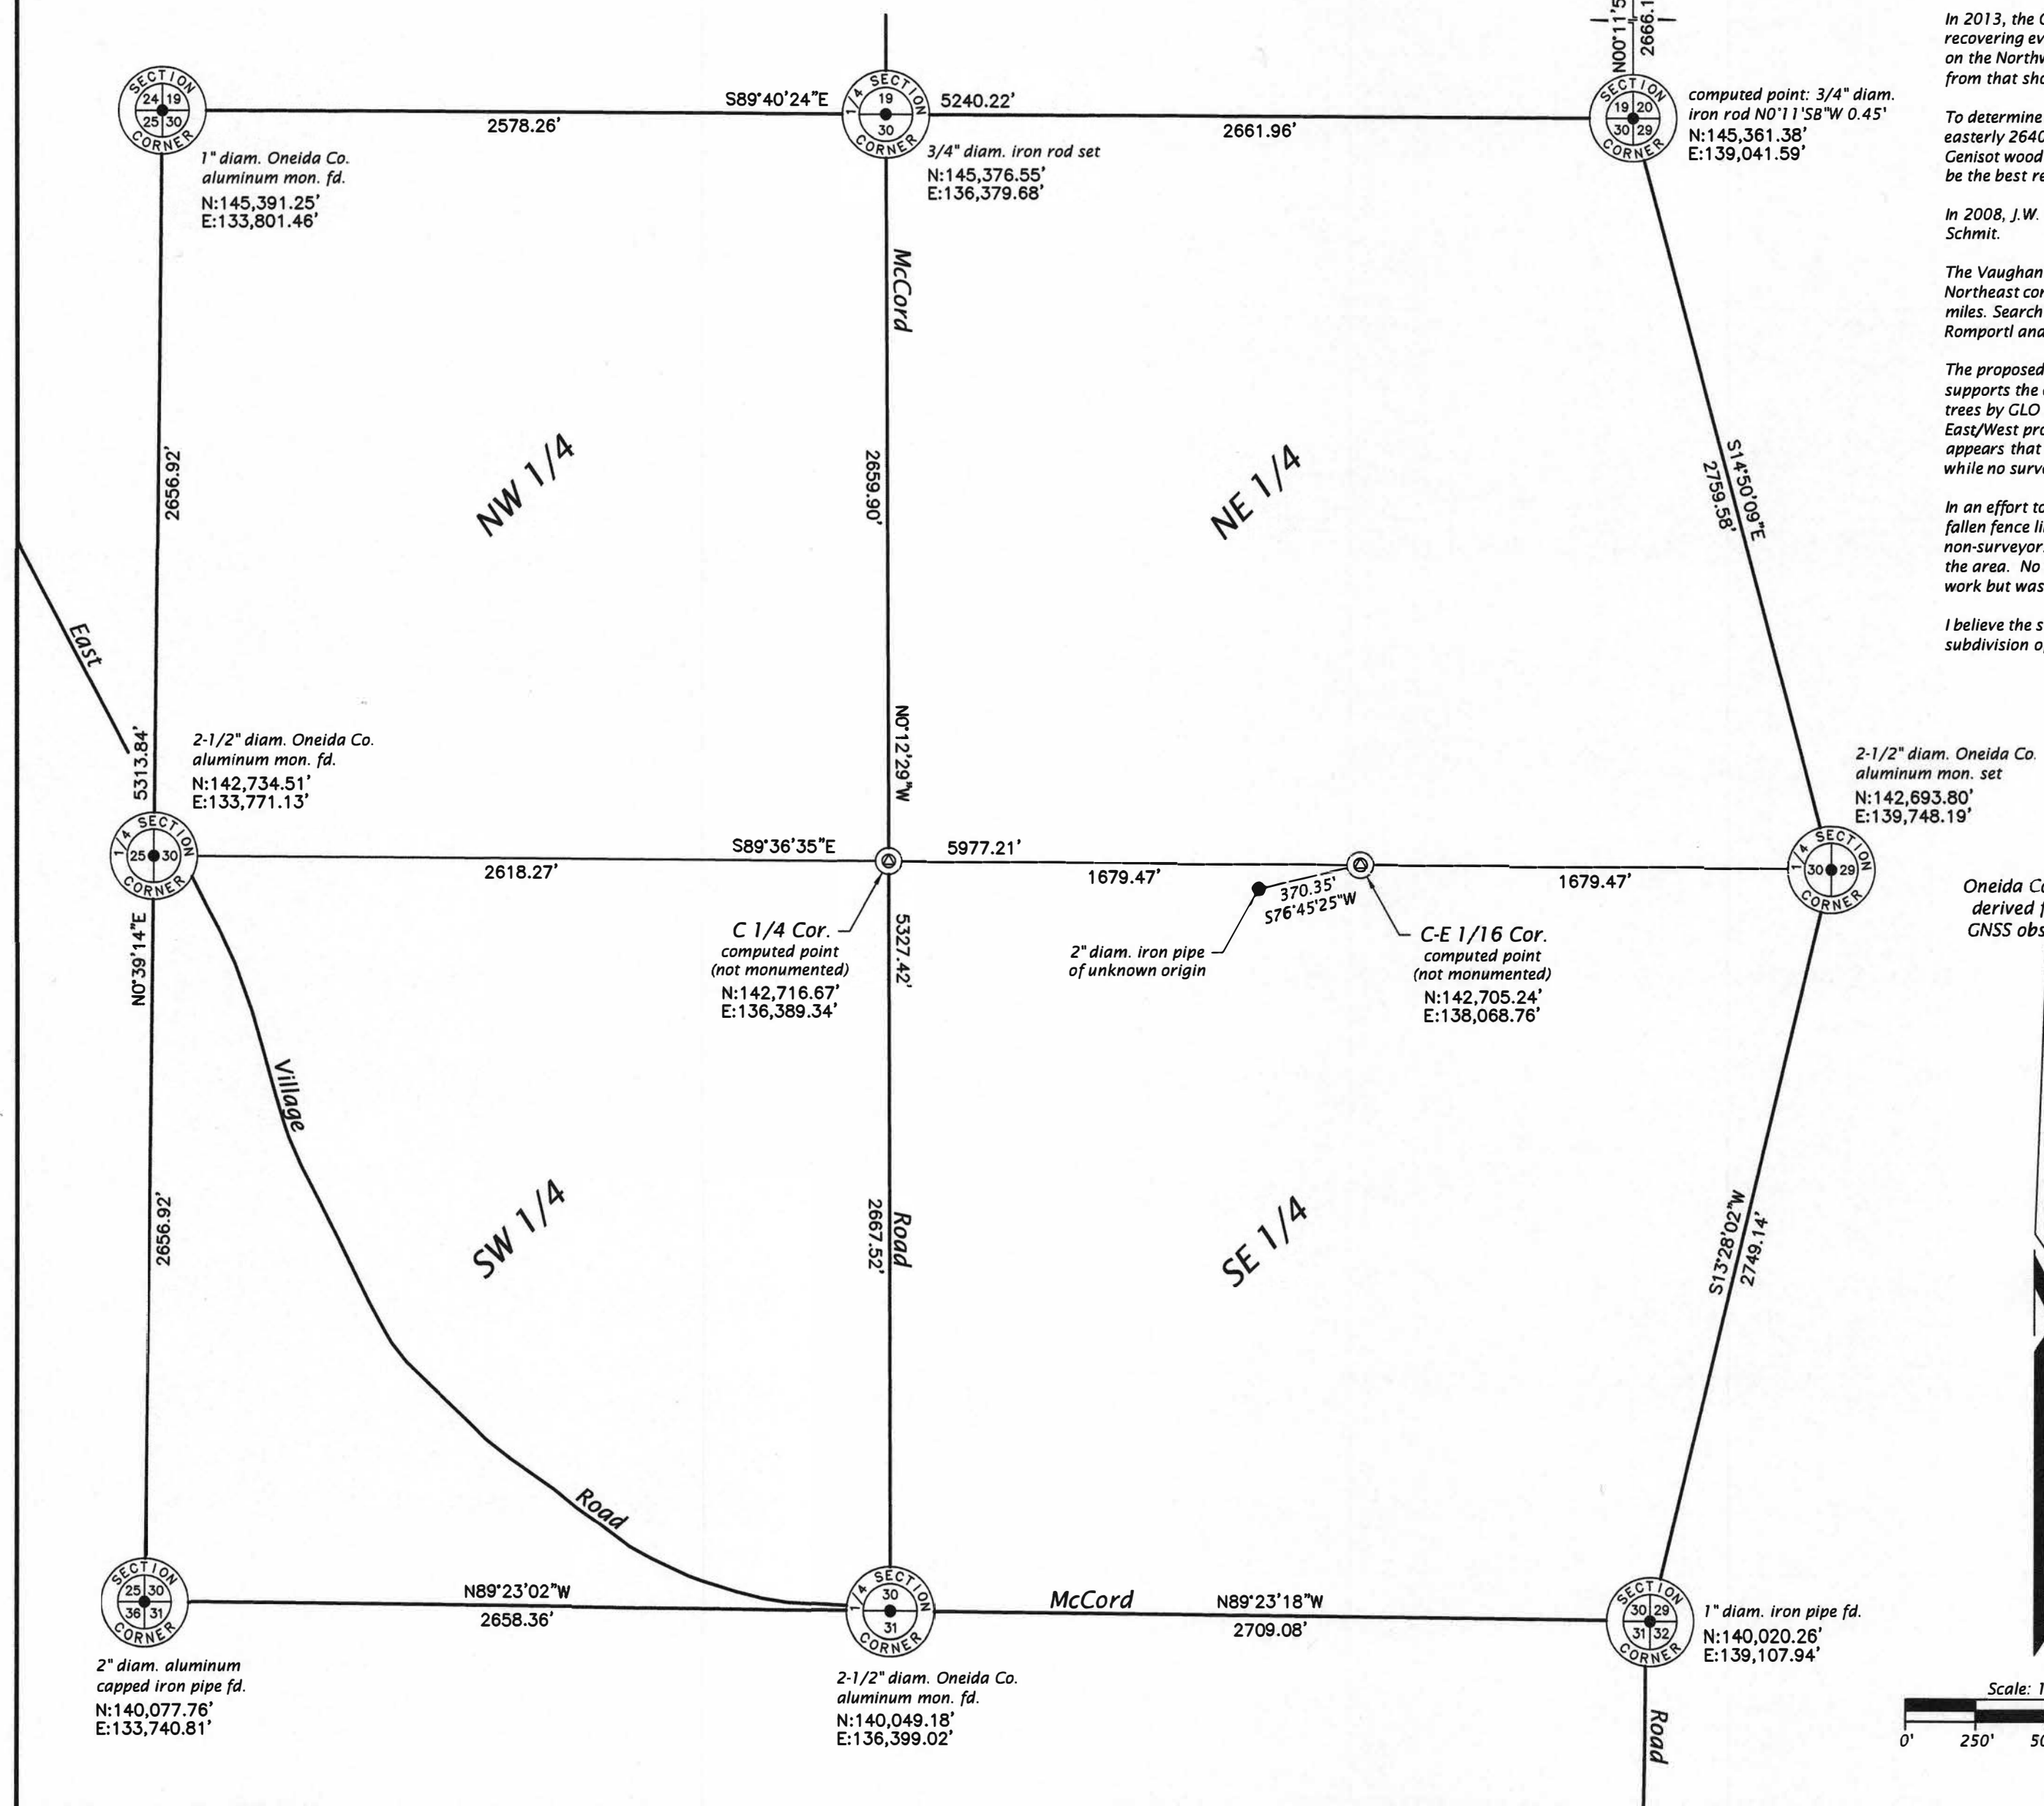 N00°11'5
2666.1
SECTION
24 19
25 30
CORNER
S89°40'24"E
2578.26'
1/4 SECTION
19
30
CORNER
5240.22'
2661.96'
SECTION
19 20
30 29
CORNER
computed point: 3/4" diam.
iron rod N0°11'SB"W 0.45'
N:145,361.38'
E:139,041.59'
1" diam. Oneida Co.
aluminum mon. fd.
N:145,391.25'
E:133,801.46'
3/4" diam. iron rod set
N:145,376.55'
E:136,379.68'
McCord
2656.92'
NW 1/4
2659.90'
NE 1/4
S14°50'09"E
2759.58'
East
5313.84'
2-1/2" diam. Oneida Co.
aluminum mon. fd.
N:142,734.51'
E:133,771.13'
N0°12'29"W
2-1/2" diam. Oneida Co.
aluminum mon. set
N:142,693.80'
E:139,748.19'
1/4 SECTION
25 30
CORNER
S89°36'35"E
2618.27'
5977.21'
1679.47'
370.35'
S76°45'25"W
1679.47'
1/4 SECTION
30 29
CORNER
N0°39'14"E
C 1/4 Cor.
computed point
(not monumented)
N:142,716.67'
E:136,389.34'
5327.42'
2" diam. iron pipe
of unknown origin
C-E 1/16 Cor.
computed point
(not monumented)
N:142,705.24'
E:138,068.76'
Village
2656.92'
SW 1/4
2667.52'
Road
SE 1/4
S13°28'02"W
2749.14'
Road
SECTION
25 30
36 31
CORNER
N89°23'02"W
2658.36'
1/4 SECTION
30
31
CORNER
McCord
N89°23'18"W
2709.08'
SECTION
30 29
31 32
CORNER
1" diam. iron pipe fd.
N:140,020.26'
E:139,107.94'
2" diam. aluminum
capped iron pipe fd.
N:140,077.76'
E:133,740.81'
2-1/2" diam. Oneida Co.
aluminum mon. fd.
N:140,049.18'
E:136,399.02'
Road
In 2013, the
recovering ev
on the Northw
from that sho
To determine
easterly 2640
Genisot wood
be the best re
In 2008, J.W.
Schmit.
The Vaughan
Northeast cor
miles. Search
Romportl and
The proposed
supports the
trees by GLO
East/West pro
appears that
while no surve
In an effort to
fallen fence li
non-surveyor
the area. No
work but was
I believe the s
subdivision o
Oneida Co
derived f
GNSS obs
Scale: 1
0' 250' 50